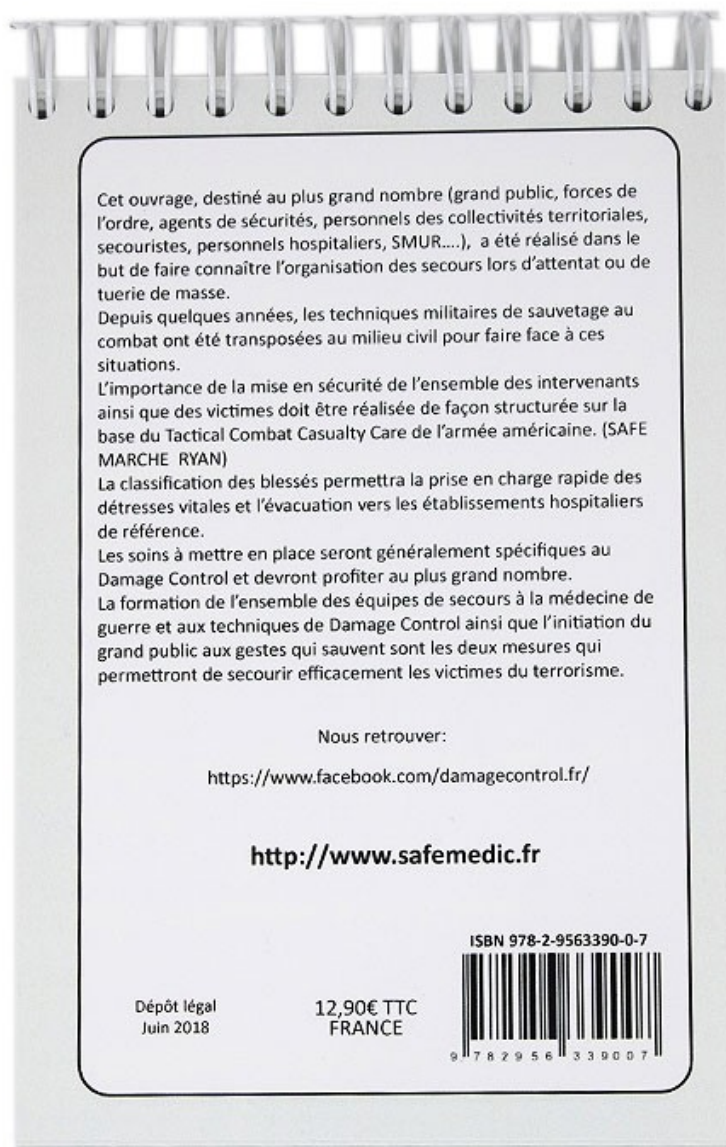 Cet ouvrage, destiné au plus grand nombre (grand public, forces de
l'ordre, agents de sécurités, personnels des collectivités territoriales,
secouristes, personnels hospitaliers, SMUR....),  a été réalisé dans le
but de faire connaître l'organisation des secours lors d'attentat ou de
tuerie de masse.
Depuis quelques années, les techniques militaires de sauvetage au
combat ont été transposées au milieu civil pour faire face à ces
situations.
L'importance de la mise en sécurité de l'ensemble des intervenants
ainsi que des victimes doit être réalisée de façon structurée sur la
base du Tactical Combat Casualty Care de l'armée américaine. (SAFE
MARCHE  RYAN)
La classification des blessés permettra la prise en charge rapide des
détresses vitales et l'évacuation vers les établissements hospitaliers
de référence.
Les soins à mettre en place seront généralement spécifiques au
Damage Control et devront profiter au plus grand nombre.
La formation de l'ensemble des équipes de secours à la médecine de
guerre et aux techniques de Damage Control ainsi que l'initiation du
grand public aux gestes qui sauvent sont les deux mesures qui
permettront de secourir efficacement les victimes du terrorisme.
Nous retrouver:
https://www.facebook.com/damagecontrol.fr/
http://www.safemedic.fr
ISBN 978-2-9563390-0-7
Dépôt légal
Juin 2018
12,90€ TTC
FRANCE
9 782956 339007